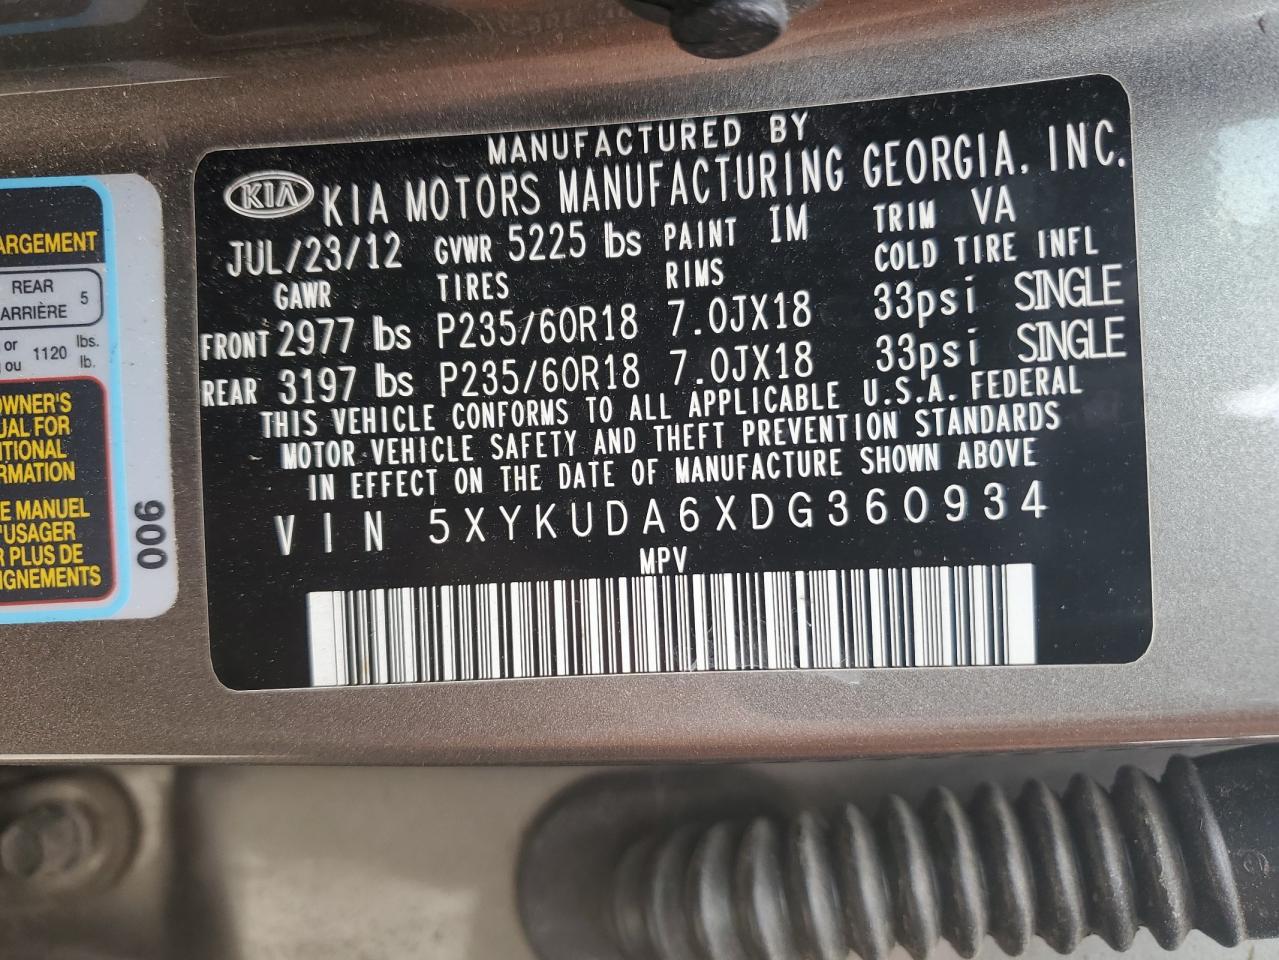 MANUFACTURED BY
KIA KIA MOTORS MANUFACTURING GEORGIA, INC.
JUL/23/12 GVWR 5225 lbs PAINT IM TRIM VA
GAWR TIRES RIMS COLD TIRE INFL
FRONT 2977 lbs P235/60R18 7.0JX18 33psi SINGLE
REAR 3197 lbs P235/60R18 7.0JX18 33psi SINGLE
THIS VEHICLE CONFORMS TO ALL APPLICABLE U.S.A. FEDERAL
MOTOR VEHICLE SAFETY AND THEFT PREVENTION STANDARDS
IN EFFECT ON THE DATE OF MANUFACTURE SHOWN ABOVE
VIN 5XYKUDA6XDG360934
MPV
ARGEMENT
REAR 5
ARRIÈRE
or 1120 lbs.
ou lb.
OWNER'S
UAL FOR
ITIONAL
RMATION
E MANUEL
'USAGER
R PLUS DE
IGNEMENTS
006